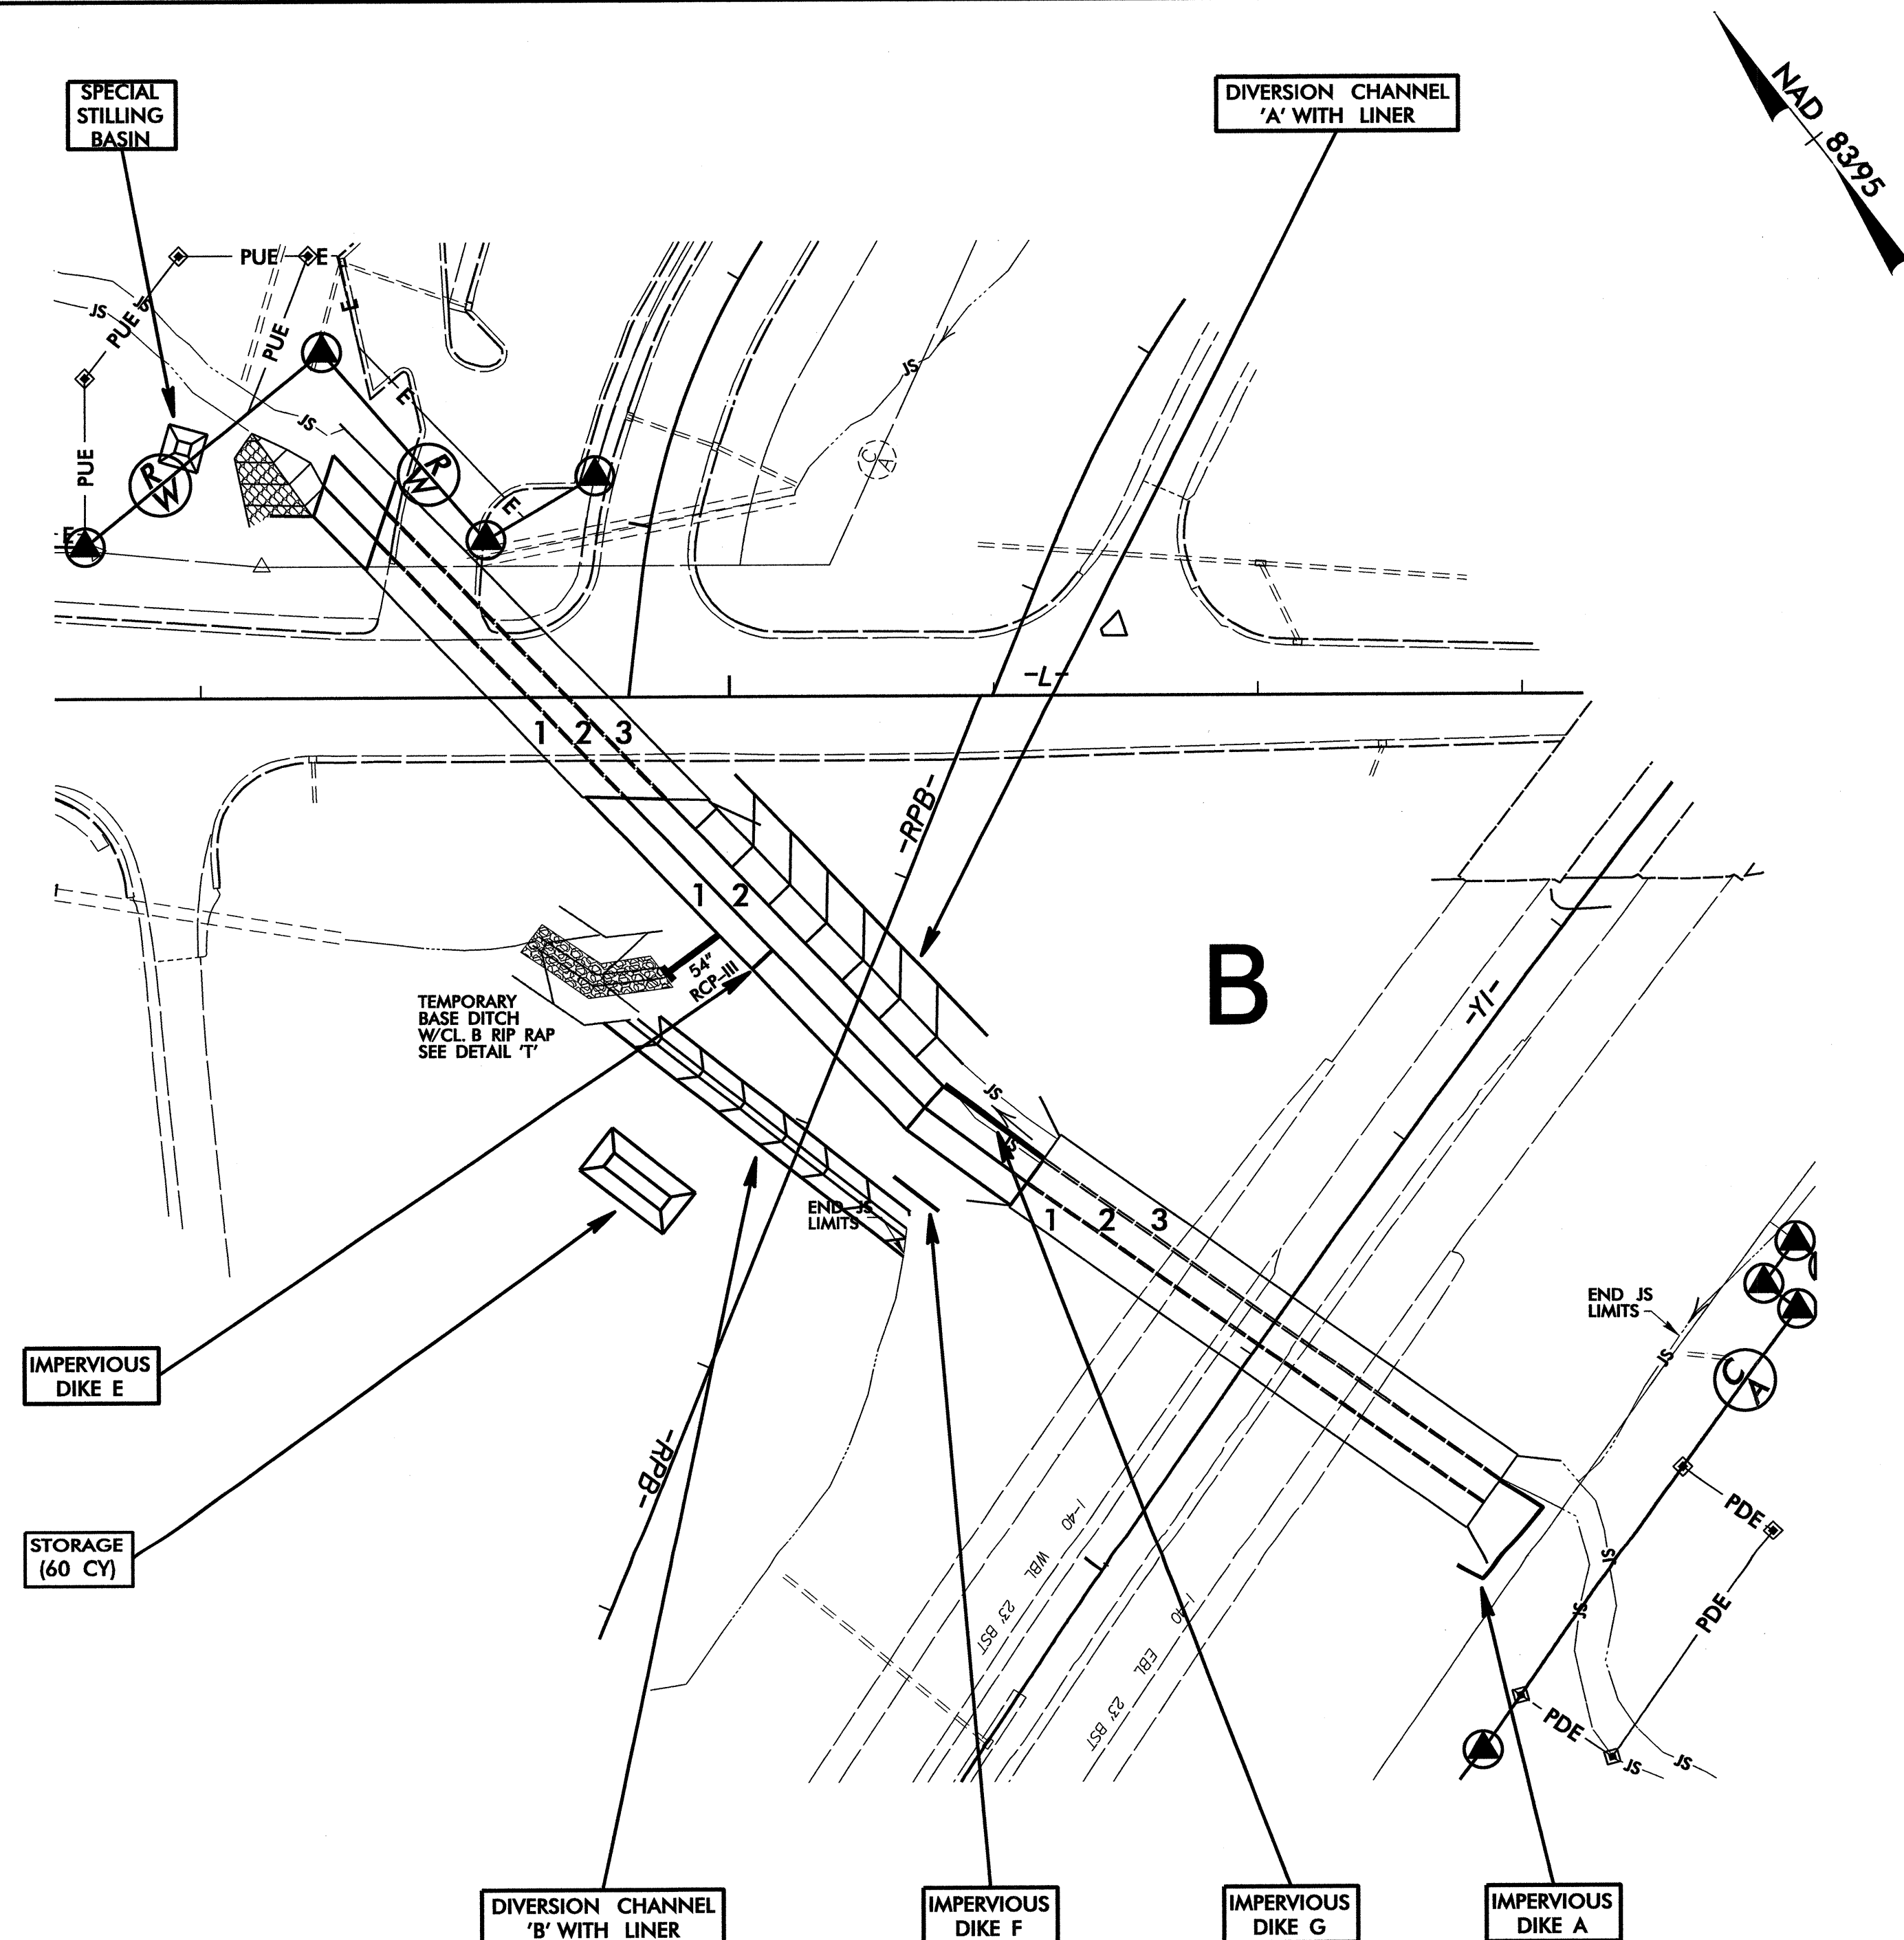 SPECIAL
STILLING
BASIN
DIVERSION CHANNEL
'A' WITH LINER
NAD 83/95
PUE
E
JS
JS
PUE
PUE
E
JS
E
JS
PUE
R/W
R/W
E
E
C/A
-L-
1 2 3
-RPB-
1 2
54"
RCP-III
B
-Y1-
TEMPORARY
BASE DITCH
W/CL. B RIP RAP
SEE DETAIL 'T'
JS
JS
END JS
LIMITS
1 2 3
END JS
LIMITS
JS
C/A
IMPERVIOUS
DIKE E
-RPB-
PDE
I-40 WBL
23' BST
I-40 EBL
23' BST
JS
JS
PDE
STORAGE
(60 CY)
PDE
JS
JS
DIVERSION CHANNEL
'B' WITH LINER
IMPERVIOUS
DIKE F
IMPERVIOUS
DIKE G
IMPERVIOUS
DIKE A